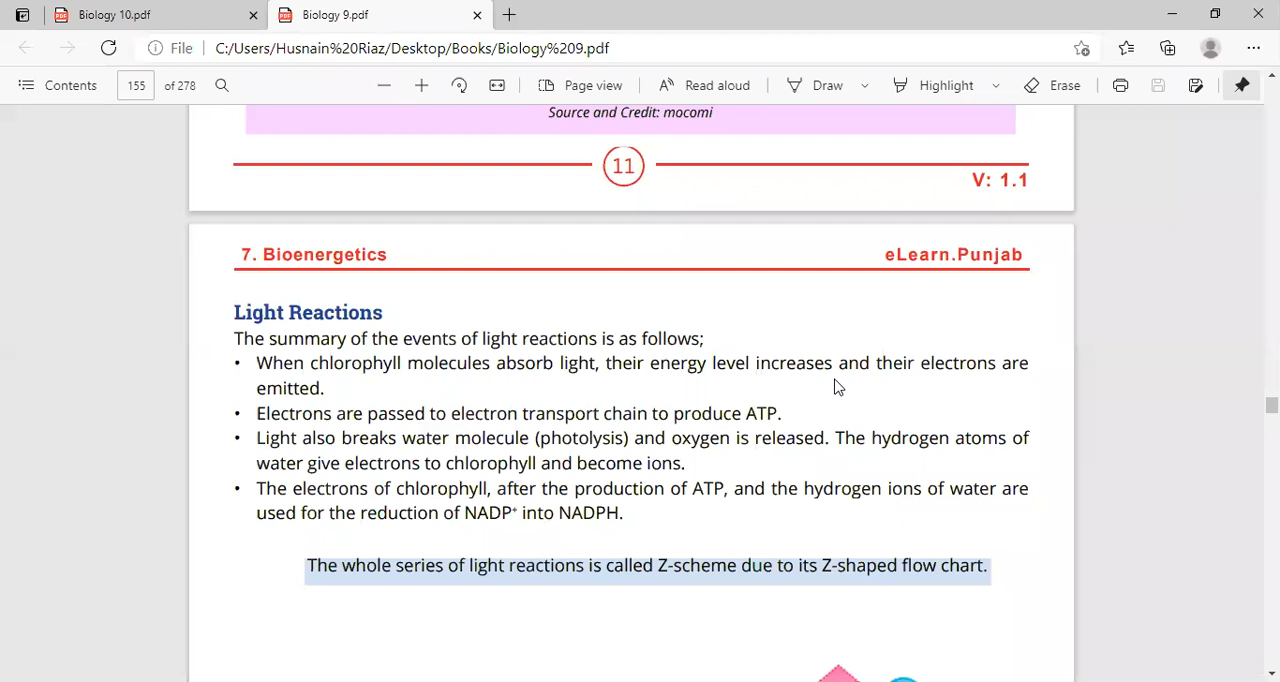 Biology 10.pdf
Biology 9.pdf
File
C:/Users/Husnain%20Riaz/Desktop/Books/Biology%209.pdf
Contents
155 of 278
Page view
Read aloud
Draw
Highlight
Erase
Source and Credit: mocomi
11
V: 1.1
7. Bioenergetics
eLearn.Punjab
Light Reactions
The summary of the events of light reactions is as follows;
• When chlorophyll molecules absorb light, their energy level increases and their electrons are
emitted.
• Electrons are passed to electron transport chain to produce ATP.
• Light also breaks water molecule (photolysis) and oxygen is released. The hydrogen atoms of
water give electrons to chlorophyll and become ions.
• The electrons of chlorophyll, after the production of ATP, and the hydrogen ions of water are
used for the reduction of NADP⁺ into NADPH.
The whole series of light reactions is called Z-scheme due to its Z-shaped flow chart.